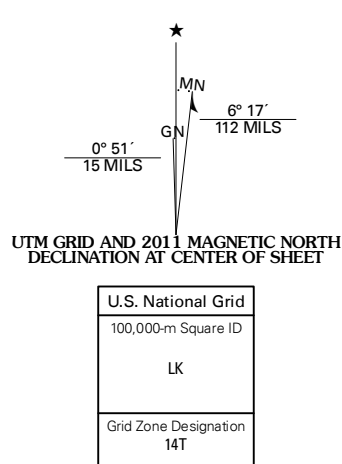 ★
MN
GN
6° 17´
112 MILS
0° 51´
15 MILS
UTM GRID AND 2011 MAGNETIC NORTH
DECLINATION AT CENTER OF SHEET
U.S. National Grid
100,000-m Square ID
LK
Grid Zone Designation
14T